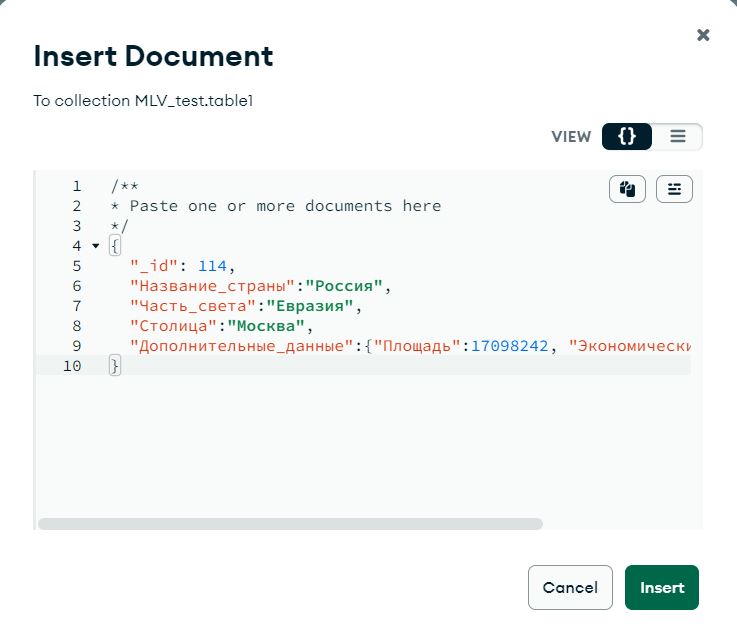 Insert Document
To collection MLV_test.table1
VIEW {}
1 /**
2 * Paste one or more documents here
3 */
4 {
5 "_id": 114,
6 "Название_страны":"Россия",
7 "Часть_света":"Евразия",
8 "Столица":"Москва",
9 "Дополнительные_данные":{"Площадь":17098242, "Экономически
10 }
Cancel Insert